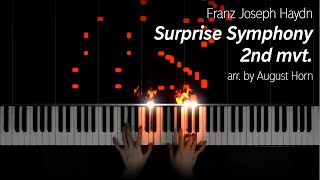 Franz Joseph Haydn
Surprise Symphony
2nd mvt.
arr. by August Horn